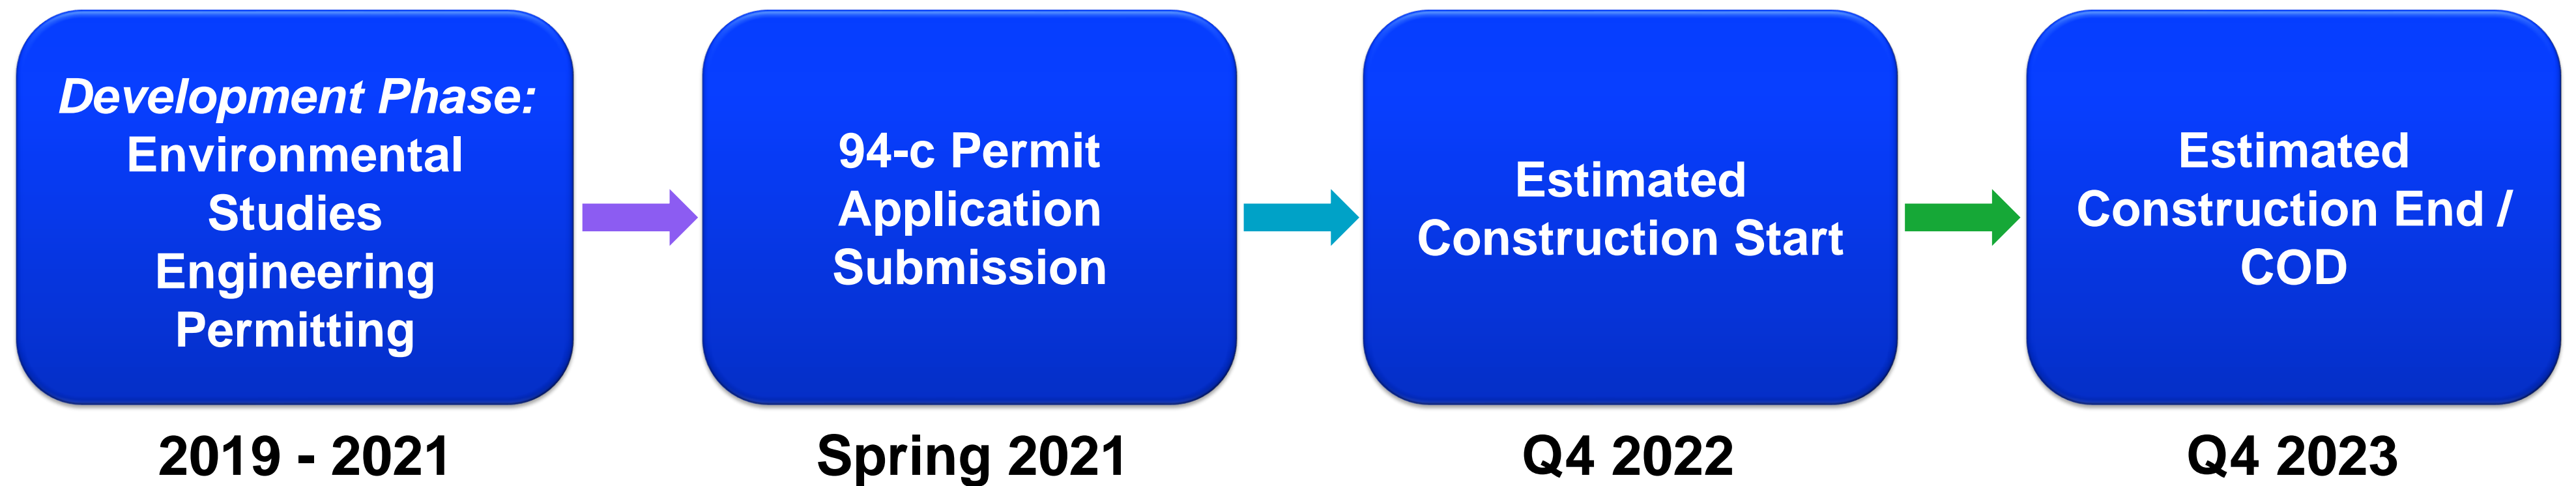 Development Phase:
Environmental
Studies
Engineering
Permitting
2019 - 2021
94-c Permit
Application
Submission
Spring 2021
Estimated
Construction Start
Q4 2022
Estimated
Construction End /
COD
Q4 2023